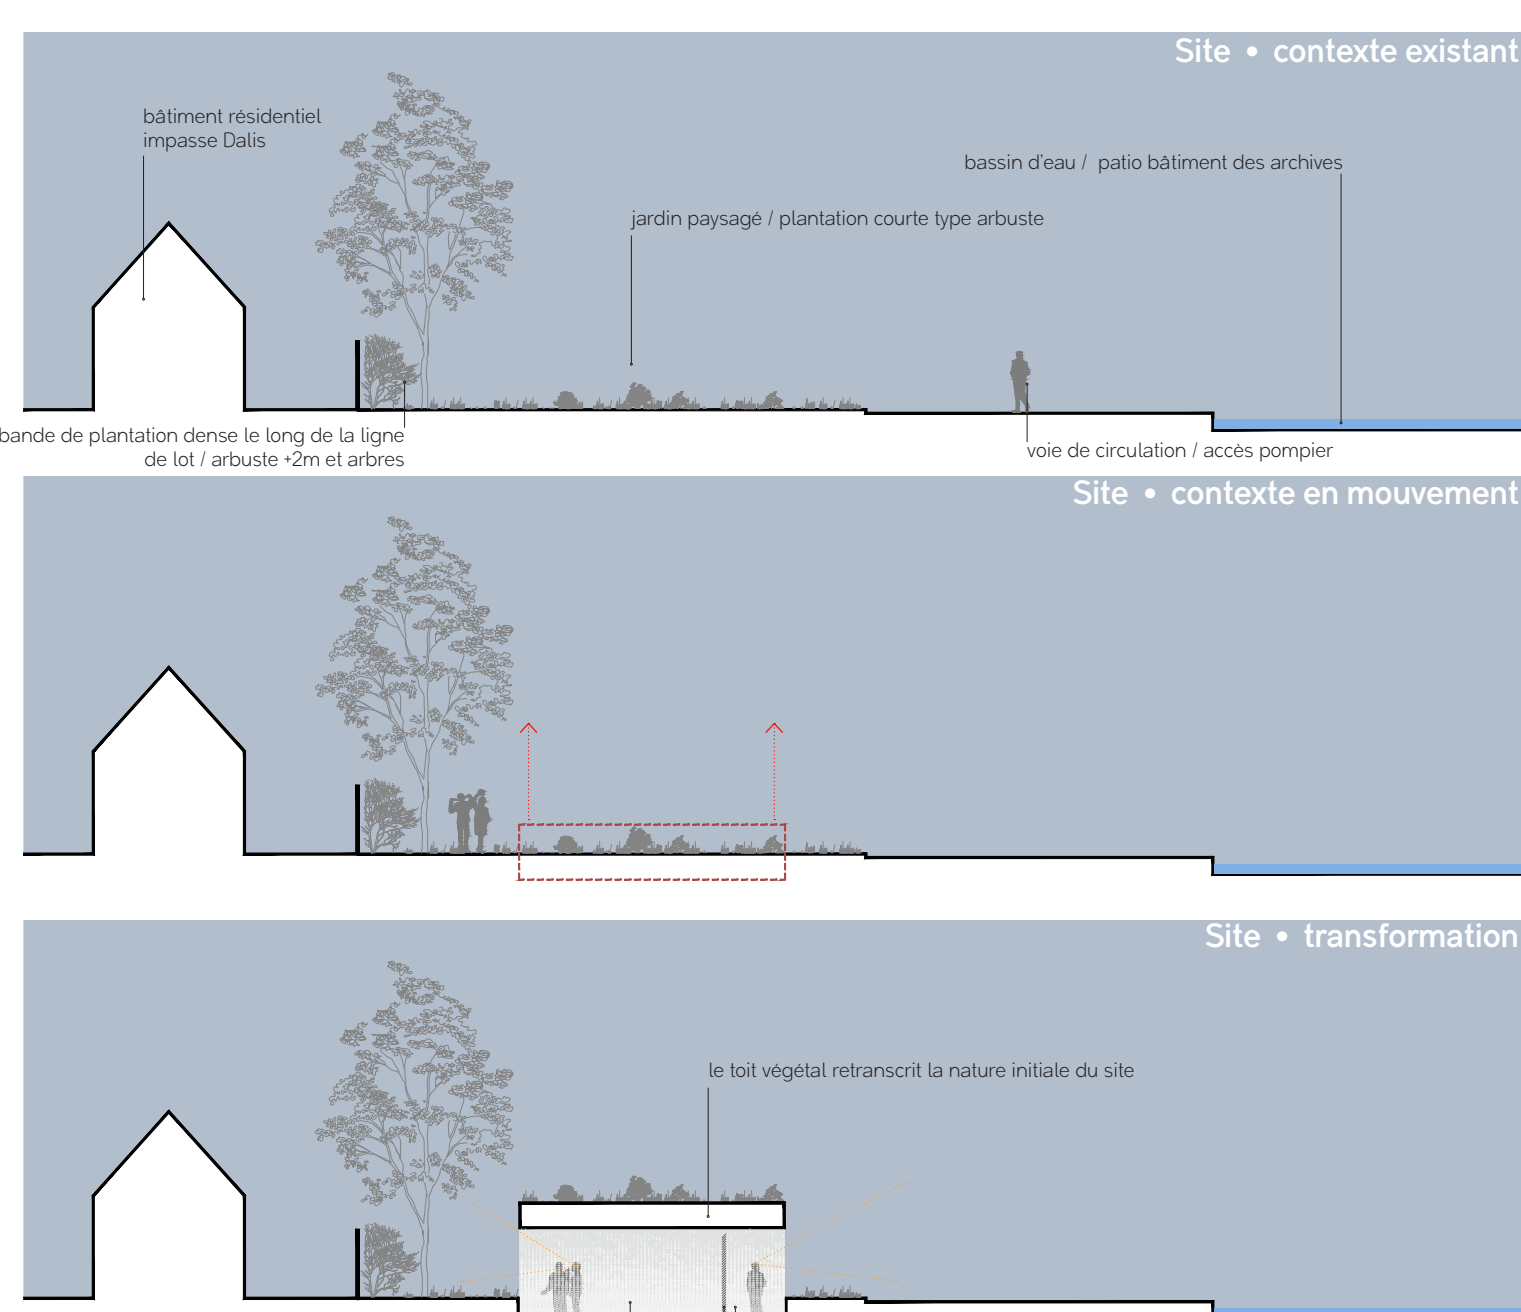 Site • contexte existant
bâtiment résidentiel
impasse Dalis
bassin d'eau / patio bâtiment des archives
jardin paysagé / plantation courte type arbuste
bande de plantation dense le long de la ligne
de lot / arbuste +2m et arbres
voie de circulation / accès pompier
Site • contexte en mouvement
Site • transformation
le toit végétal retranscrit la nature initiale du site